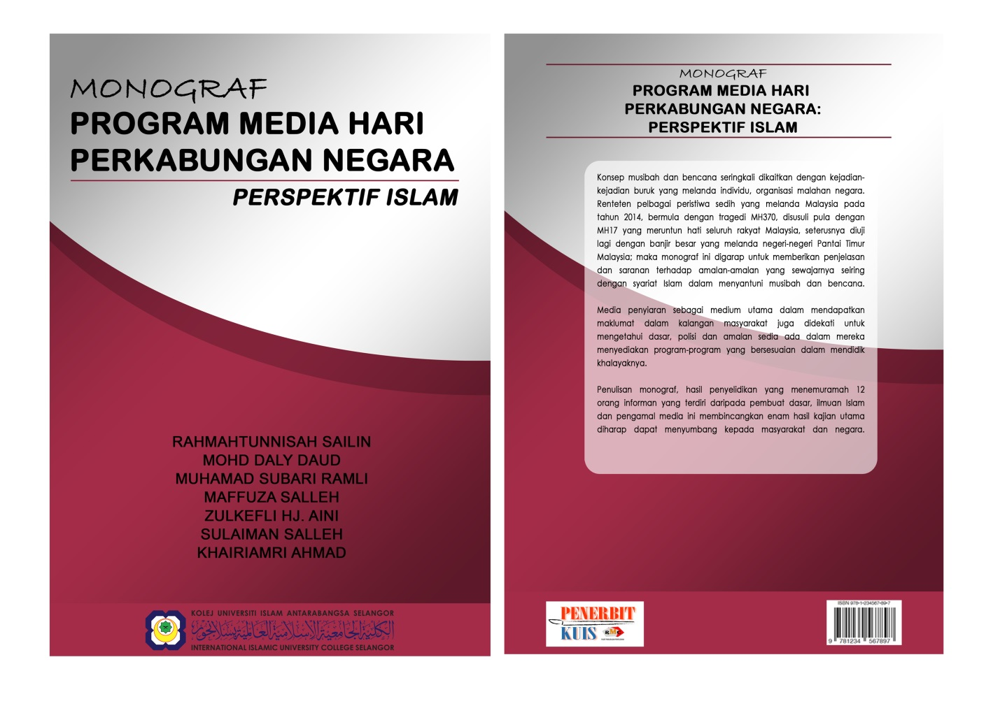 MONOGRAF
PROGRAM MEDIA HARI
PERKABUNGAN NEGARA
PERSPEKTIF ISLAM
RAHMAHTUNNISAH SAILIN
MOHD DALY DAUD
MUHAMAD SUBARI RAMLI
MAFFUZA SALLEH
ZULKEFLI HJ. AINI
SULAIMAN SALLEH
KHAIRIAMRI AHMAD
KOLEJ UNIVERSITI ISLAM ANTARABANGSA SELANGOR
الكلية الجامعية الإسلامية العالمية بسلانجور
INTERNATIONAL ISLAMIC UNIVERSITY COLLEGE SELANGOR
MONOGRAF
PROGRAM MEDIA HARI
PERKABUNGAN NEGARA:
PERSPEKTIF ISLAM
Konsep musibah dan bencana seringkali dikaitkan dengan kejadian-
kejadian buruk yang melanda individu, organisasi malahan negara.
Renteten pelbagai peristiwa sedih yang melanda Malaysia pada
tahun 2014, bermula dengan tragedi MH370, disusuli pula dengan
MH17 yang meruntun hati seluruh rakyat Malaysia, seterusnya diuji
lagi dengan banjir besar yang melanda negeri-negeri Pantai Timur
Malaysia; maka monograf ini digarap untuk memberikan penjelasan
dan saranan terhadap amalan-amalan yang sewajarnya seiring
dengan syariat Islam dalam menyantuni musibah dan bencana.
Media penyiaran sebagai medium utama dalam mendapatkan
maklumat dalam kalangan masyarakat juga didekati untuk
mengetahui dasar, polisi dan amalan sedia ada dalam mereka
menyediakan program-program yang bersesuaian dalam mendidik
khalayaknya.
Penulisan monograf, hasil penyelidikan yang menemuramah 12
orang informan yang terdiri daripada pembuat dasar, ilmuan Islam
dan pengamal media ini membincangkan enam hasil kajian utama
diharap dapat menyumbang kepada masyarakat dan negara.
PENERBIT
KUIS
RMC
ISBN 978-1-234567-89-7
9 781234 567897